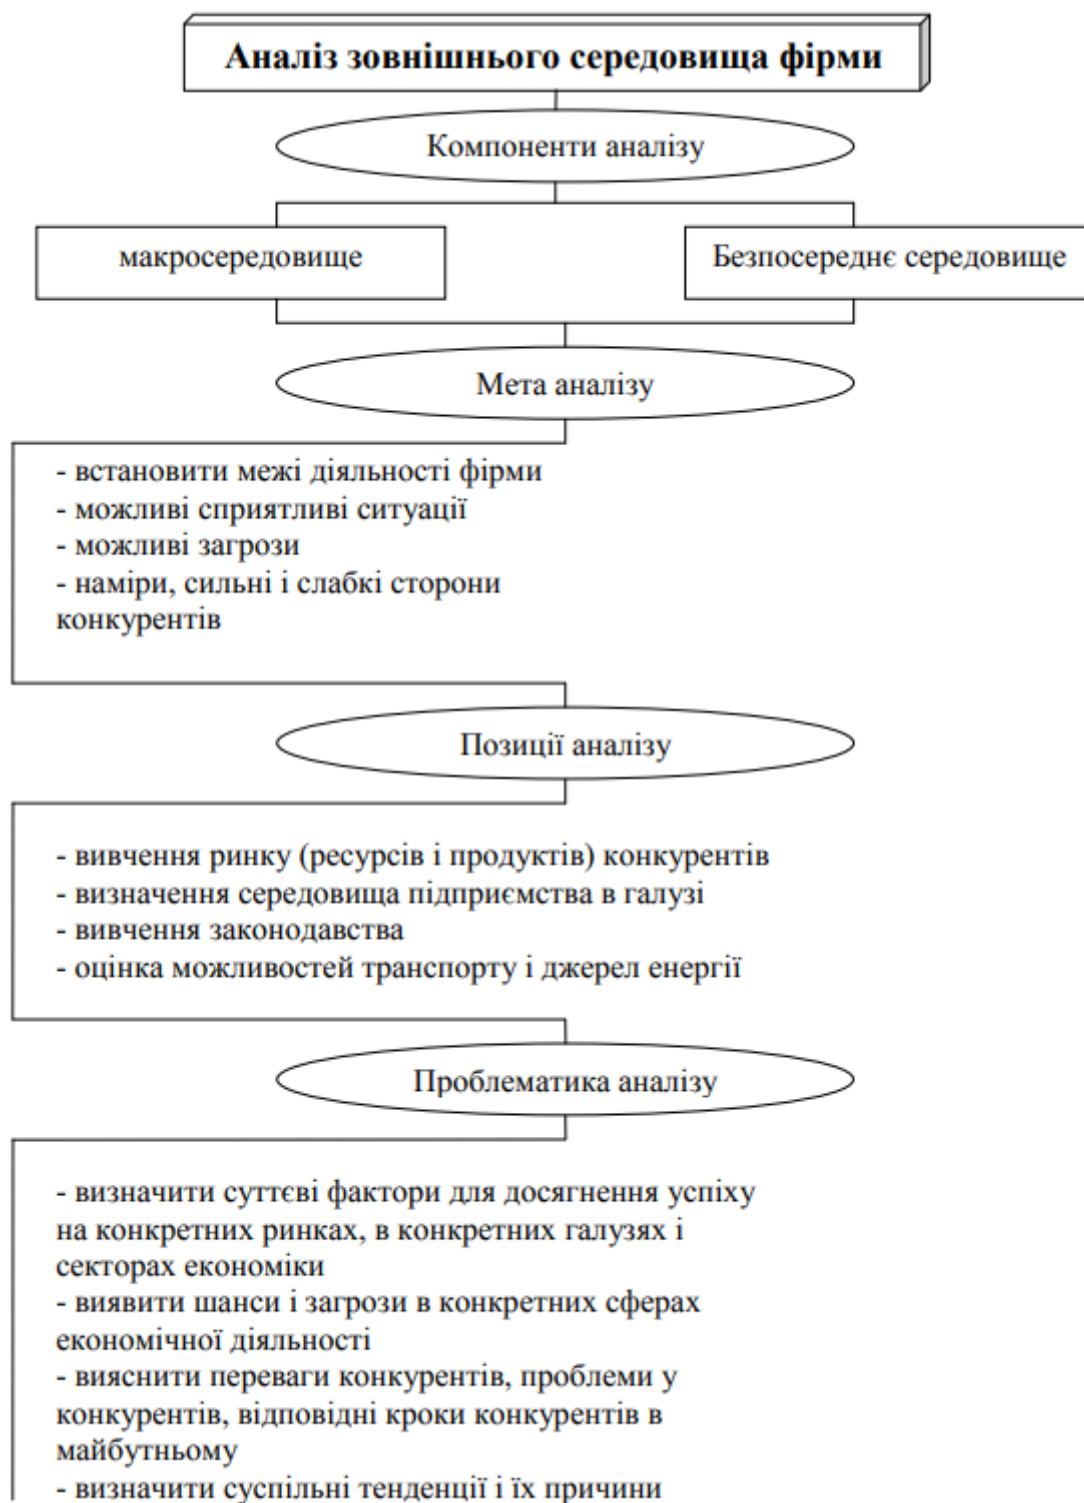 Аналіз зовнішнього середовища фірми
Компоненти аналізу
макросередовище
Безпосереднє середовище
Мета аналізу
- встановити межі діяльності фірми
- можливі сприятливі ситуації
- можливі загрози
- наміри, сильні і слабкі сторони
конкурентів
Позиції аналізу
- вивчення ринку (ресурсів і продуктів) конкурентів
- визначення середовища підприємства в галузі
- вивчення законодавства
- оцінка можливостей транспорту і джерел енергії
Проблематика аналізу
- визначити суттєві фактори для досягнення успіху
на конкретних ринках, в конкретних галузях і
секторах економіки
- виявити шанси і загрози в конкретних сферах
економічної діяльності
- вияснити переваги конкурентів, проблеми у
конкурентів, відповідні кроки конкурентів в
майбутньому
- визначити суспільні тенденції і їх причини